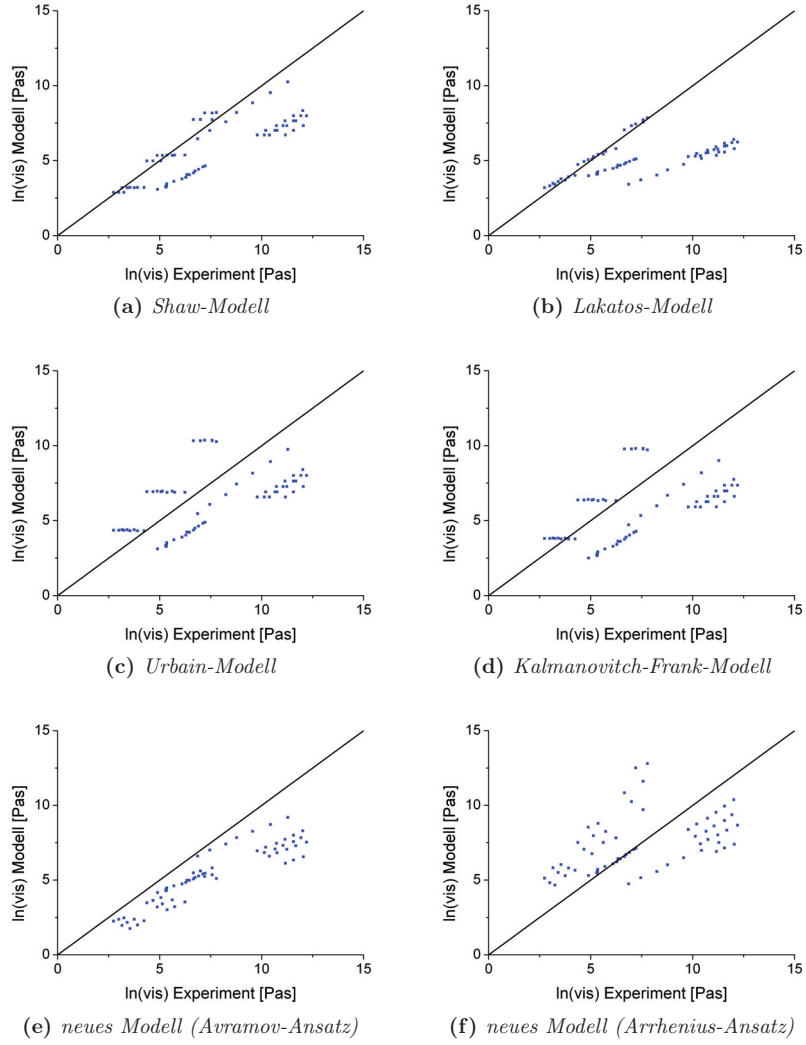 15
10
5
0
ln(vis) Modell [Pas]
0 5 10 15
ln(vis) Experiment [Pas]
(a) Shaw-Modell
15
10
5
0
ln(vis) Modell [Pas]
0 5 10 15
ln(vis) Experiment [Pas]
(b) Lakatos-Modell
15
10
5
0
ln(vis) Modell [Pas]
0 5 10 15
ln(vis) Experiment [Pas]
(c) Urbain-Modell
15
10
5
0
ln(vis) Modell [Pas]
0 5 10 15
ln(vis) Experiment [Pas]
(d) Kalmanovitch-Frank-Modell
15
10
5
0
ln(vis) Modell [Pas]
0 5 10 15
ln(vis) Experiment [Pas]
(e) neues Modell (Avramov-Ansatz)
15
10
5
0
ln(vis) Modell [Pas]
0 5 10 15
ln(vis) Experiment [Pas]
(f) neues Modell (Arrhenius-Ansatz)